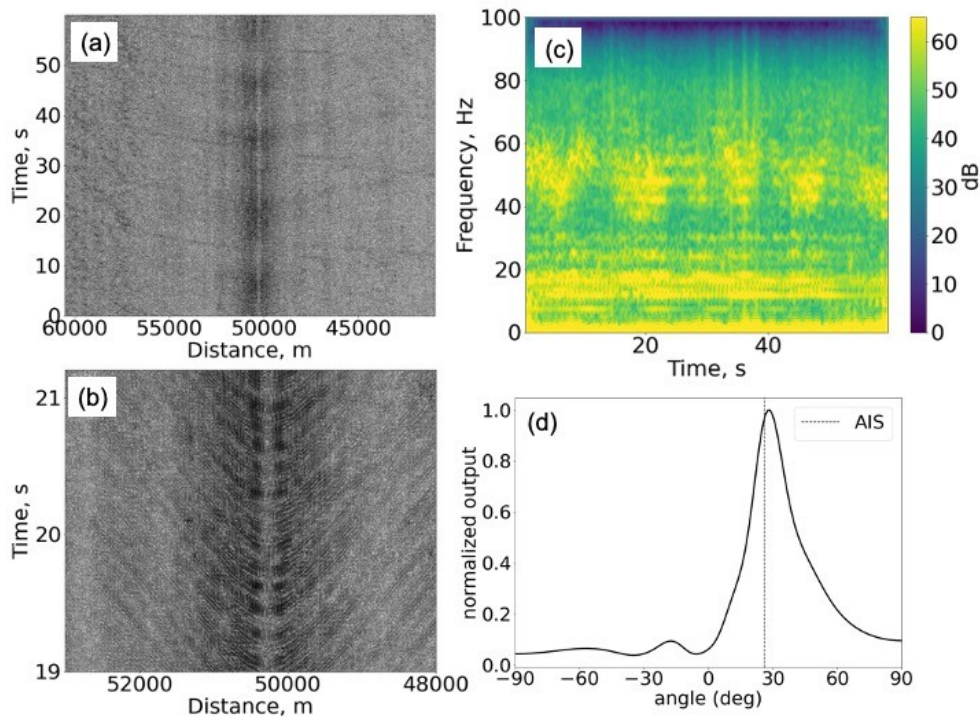 (a)
50
40
30
20
10
0
Time, s
60000 55000 50000 45000
Distance, m
(b)
21
20
19
Time, s
52000 50000 48000
Distance, m
(c)
100
80
60
40
20
0
Frequency, Hz
20 40
Time, s
60
50
40
30
20
10
0
dB
(d)
AIS
1.0
0.8
0.6
0.4
0.2
0.0
normalized output
−90 −60 −30 0 30 60 90
angle (deg)